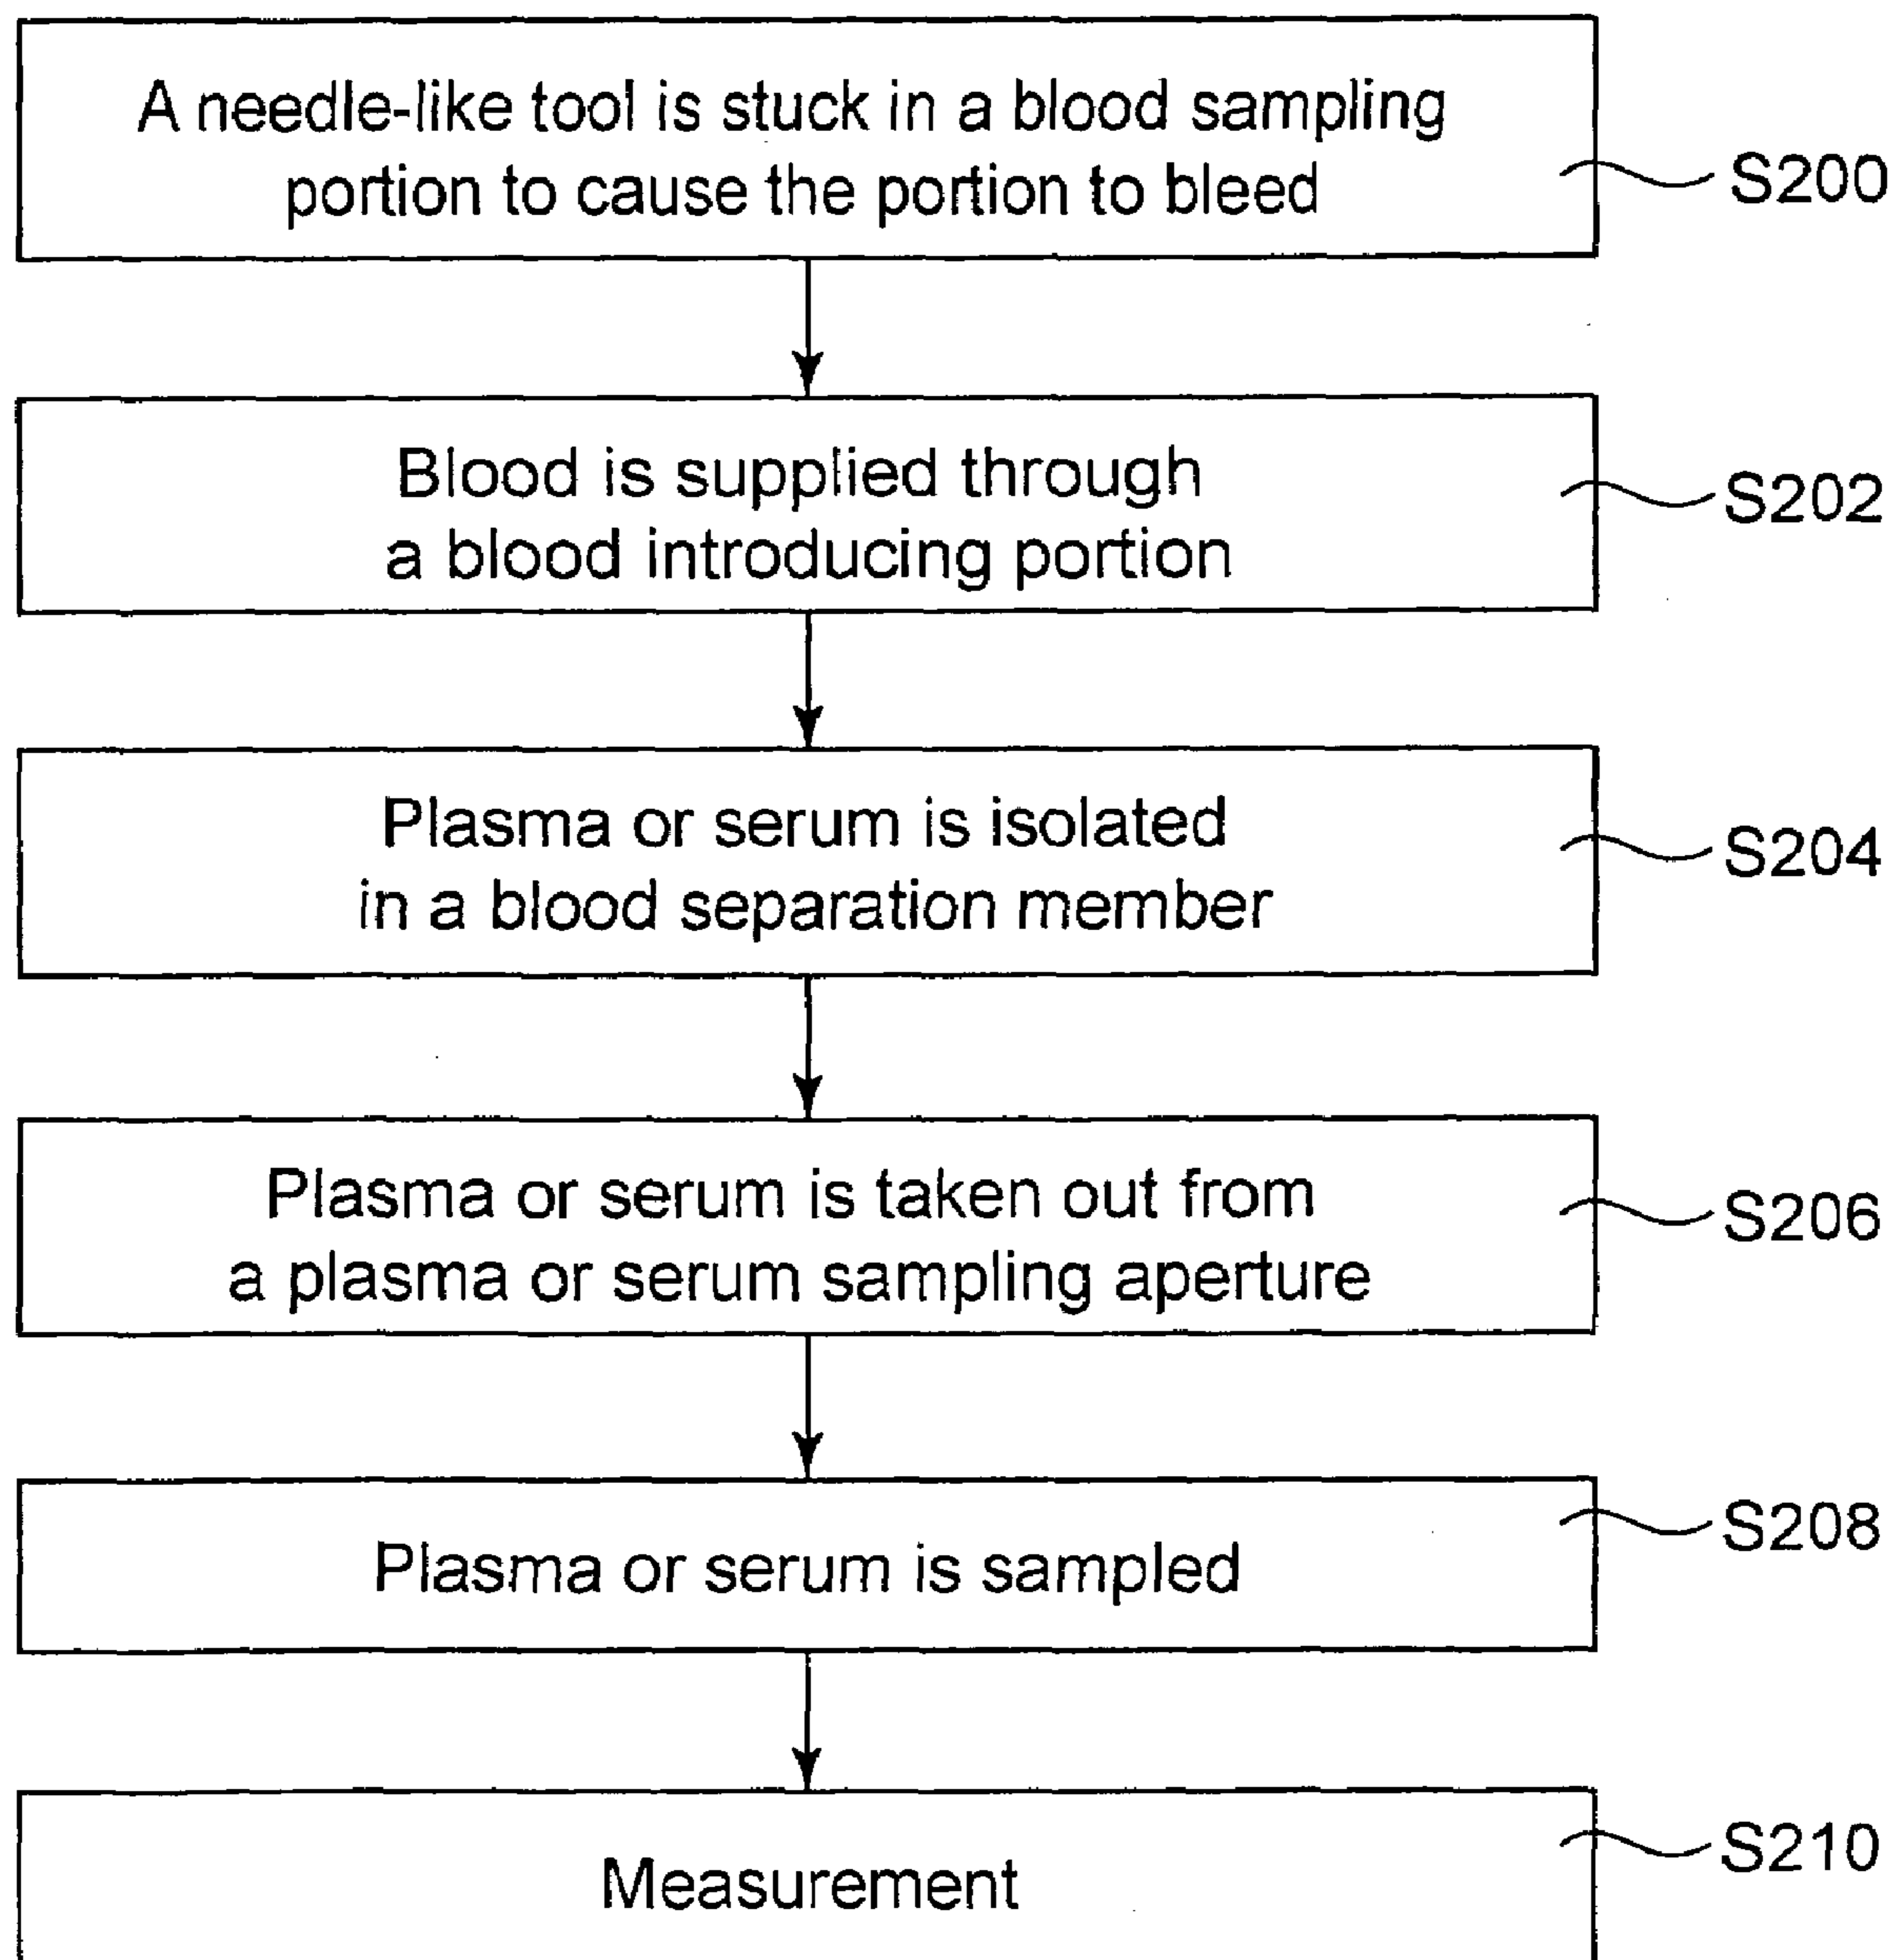 A needle-like tool is stuck in a blood sampling
portion to cause the portion to bleed
S200
Blood is supplied through
a blood introducing portion
S202
Plasma or serum is isolated
in a blood separation member
S204
Plasma or serum is taken out from
a plasma or serum sampling aperture
S206
Plasma or serum is sampled
S208
Measurement
S210